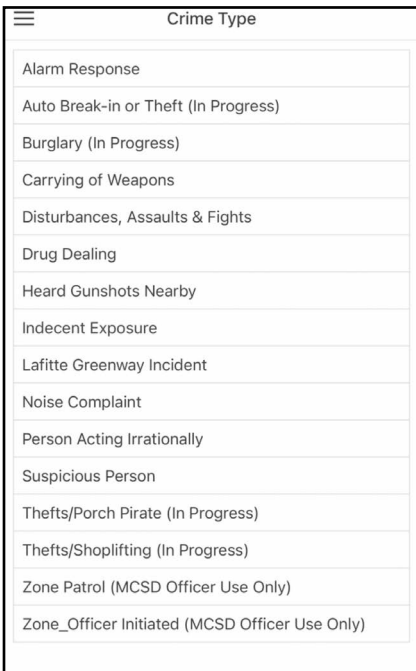 Crime Type
Alarm Response
Auto Break-in or Theft (In Progress)
Burglary (In Progress)
Carrying of Weapons
Disturbances, Assaults & Fights
Drug Dealing
Heard Gunshots Nearby
Indecent Exposure
Lafitte Greenway Incident
Noise Complaint
Person Acting Irrationally
Suspicious Person
Thefts/Porch Pirate (In Progress)
Thefts/Shoplifting (In Progress)
Zone Patrol (MCSD Officer Use Only)
Zone_Officer Initiated (MCSD Officer Use Only)